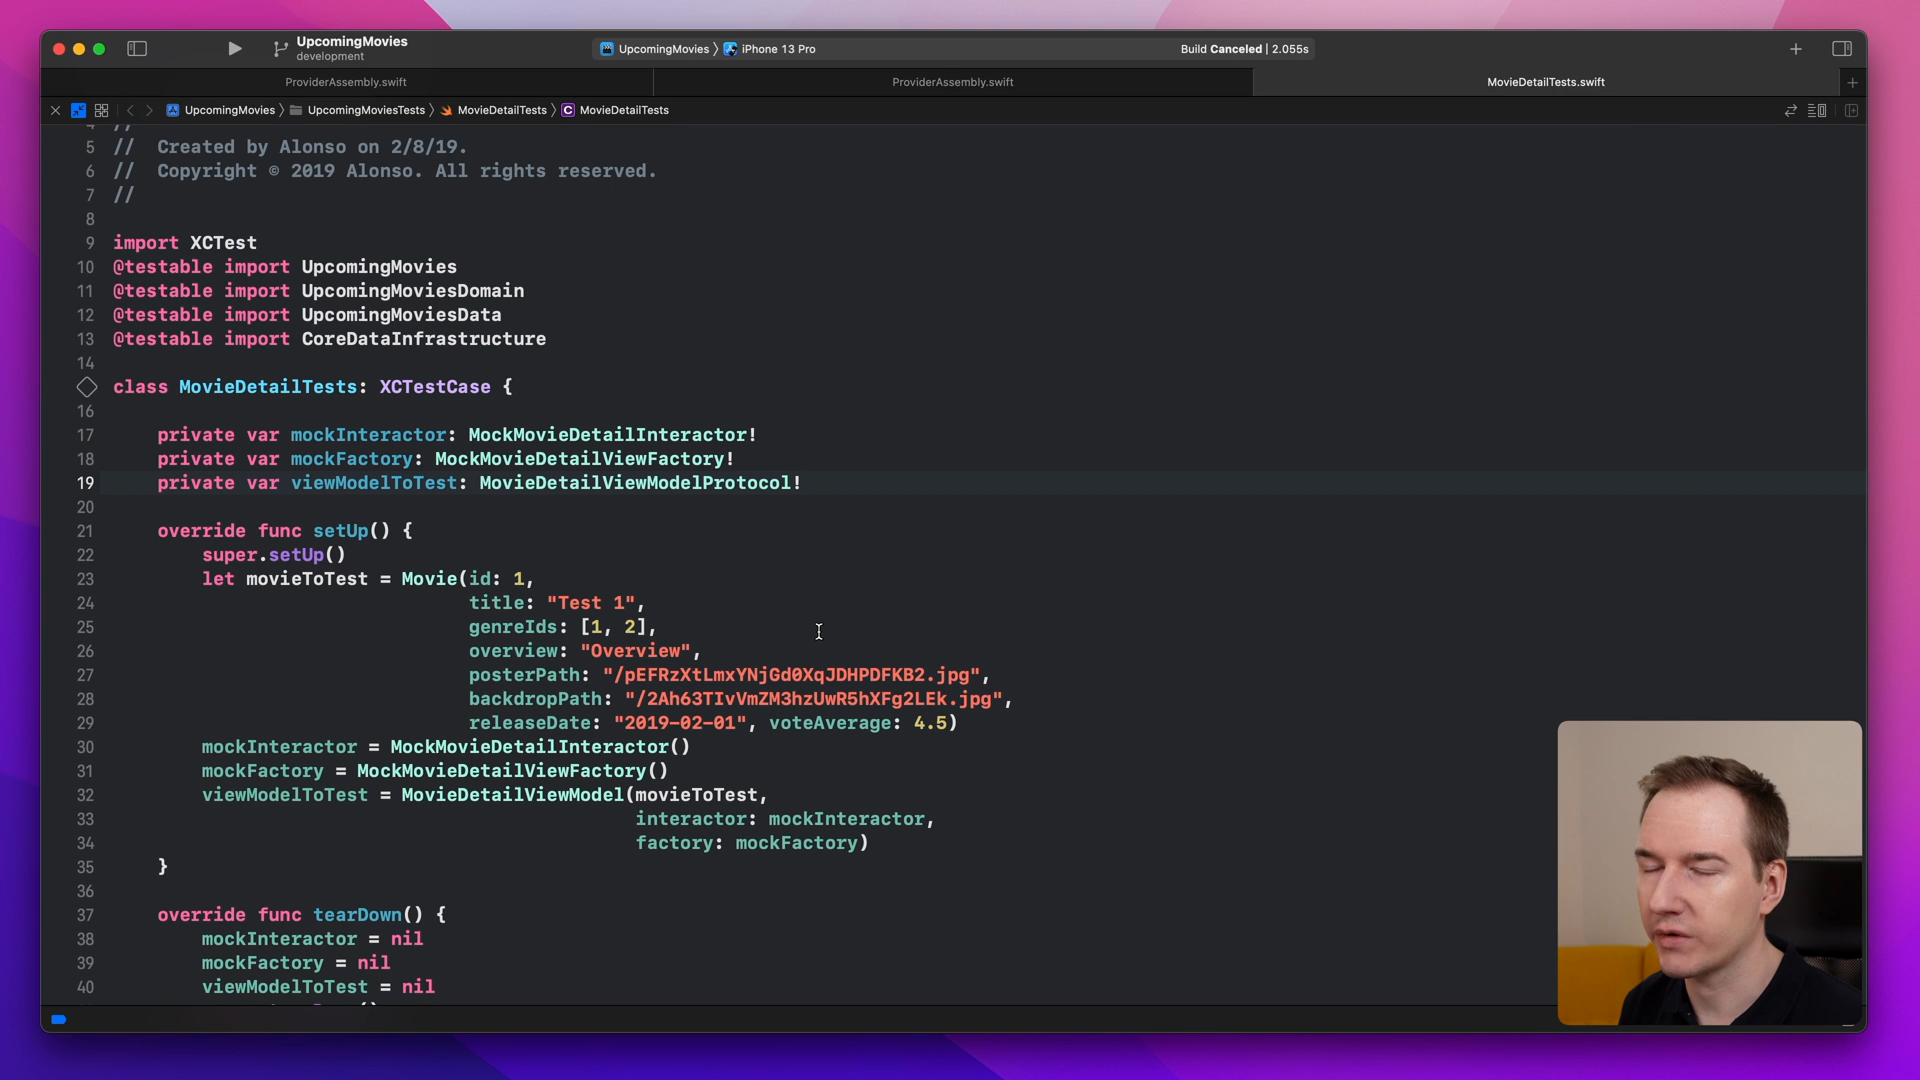 UpcomingMovies
development
UpcomingMovies 〉 iPhone 13 Pro
Build Canceled | 2.055s
ProviderAssembly.swift
ProviderAssembly.swift
MovieDetailTests.swift
UpcomingMovies 〉 UpcomingMoviesTests 〉 MovieDetailTests 〉 C MovieDetailTests
5 //  Created by Alonso on 2/8/19.
6 //  Copyright © 2019 Alonso. All rights reserved.
7 //
8
9 import XCTest
10 @testable import UpcomingMovies
11 @testable import UpcomingMoviesDomain
12 @testable import UpcomingMoviesData
13 @testable import CoreDataInfrastructure
14
class MovieDetailTests: XCTestCase {
16
17     private var mockInteractor: MockMovieDetailInteractor!
18     private var mockFactory: MockMovieDetailViewFactory!
19     private var viewModelToTest: MovieDetailViewModelProtocol!
20
21     override func setUp() {
22         super.setUp()
23         let movieToTest = Movie(id: 1,
24                                 title: "Test 1",
25                                 genreIds: [1, 2],
26                                 overview: "Overview",
27                                 posterPath: "/pEFRzXtLmxYNjGd0XqJDHPDFKB2.jpg",
28                                 backdropPath: "/2Ah63TIvVmZM3hzUwR5hXFg2LEk.jpg",
29                                 releaseDate: "2019-02-01", voteAverage: 4.5)
30         mockInteractor = MockMovieDetailInteractor()
31         mockFactory = MockMovieDetailViewFactory()
32         viewModelToTest = MovieDetailViewModel(movieToTest,
33                                                interactor: mockInteractor,
34                                                factory: mockFactory)
35     }
36
37     override func tearDown() {
38         mockInteractor = nil
39         mockFactory = nil
40         viewModelToTest = nil